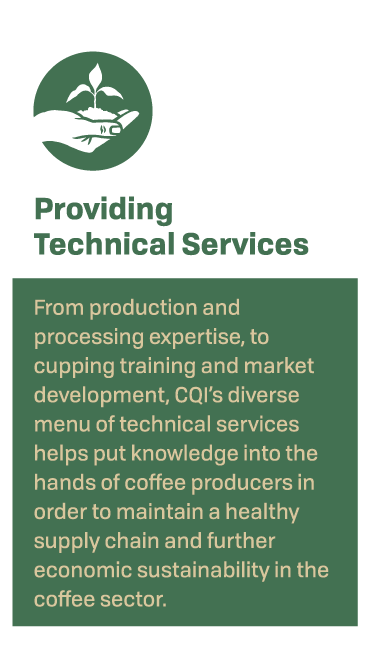 Providing
Technical Services
From production and
processing expertise, to
cupping training and market
development, CQI’s diverse
menu of technical services
helps put knowledge into the
hands of coffee producers in
order to maintain a healthy
supply chain and further
economic sustainability in the
coffee sector.